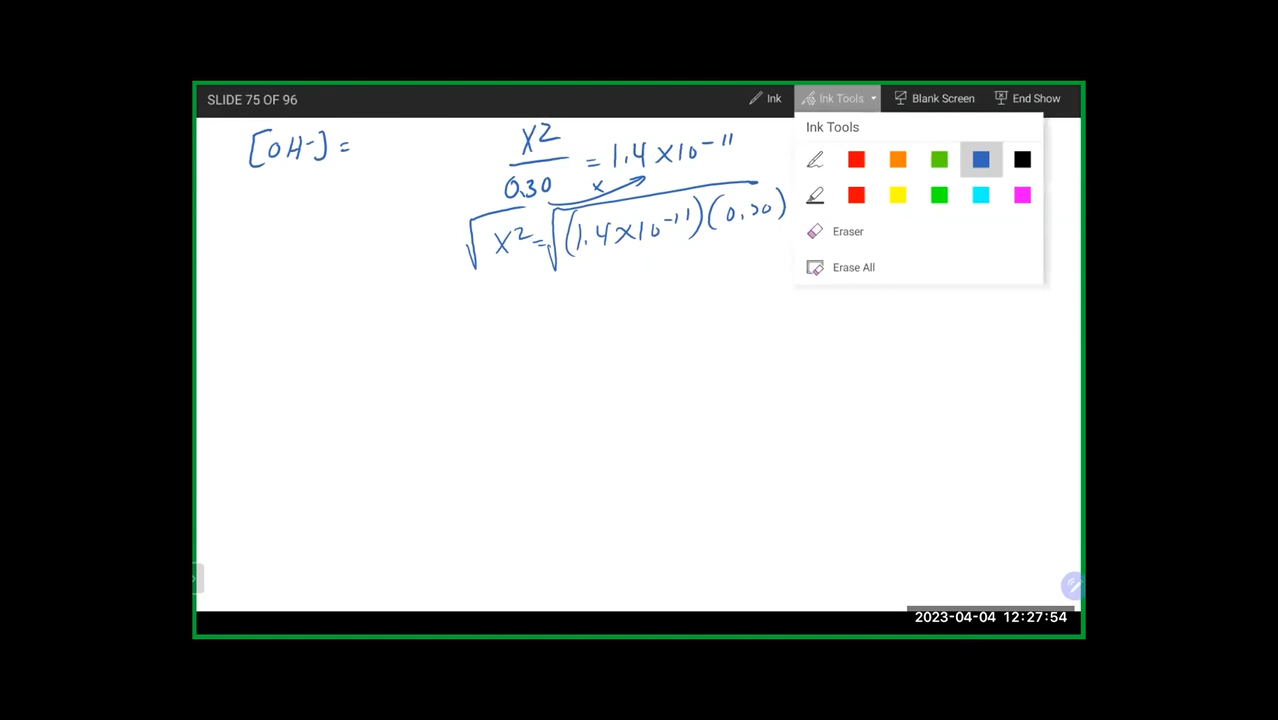 SLIDE 75 OF 96
Ink
Ink Tools
Blank Screen
End Show
Ink Tools
Eraser
Erase All
[OH-] =
x²/0.30 = 1.4 x 10⁻¹¹
x
√x² = √(1.4 x 10⁻¹¹)(0.30)
2023-04-04 12:27:54